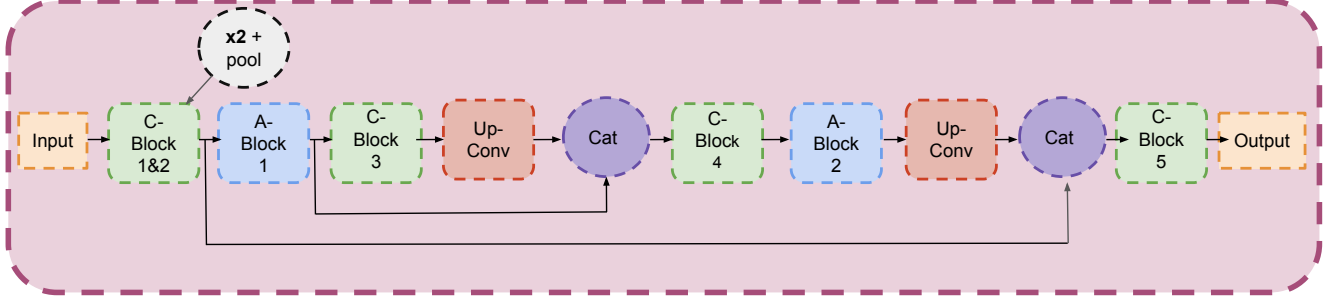 x2 +
pool
Input
C-
Block
1&2
A-
Block
1
C-
Block
3
Up-
Conv
Cat
C-
Block
4
A-
Block
2
Up-
Conv
Cat
C-
Block
5
Output